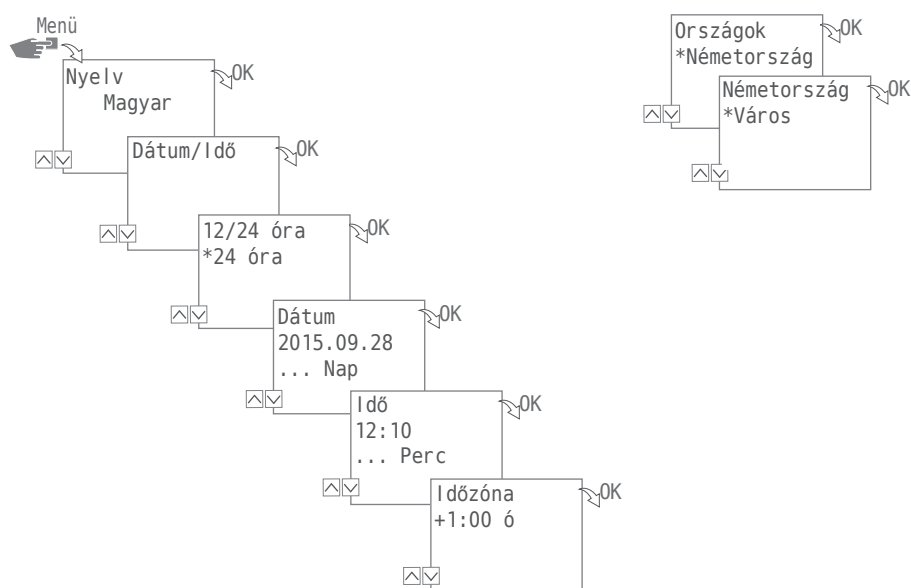 Menü
Nyelv
Magyar
OK
Dátum/Idő
OK
12/24 óra
*24 óra
OK
Dátum
2015.09.28
... Nap
OK
Idő
12:10
... Perc
OK
Időzóna
+1:00 ó
OK
Országok
*Németország
OK
Németország
*Város
OK